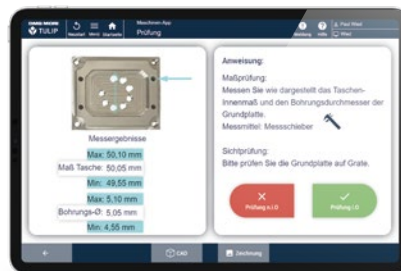 TULIP
Neustart
Menü
Startseite
Maschinen-App
Prüfung
Hilfe
Paul Wied
Wied
Messergebnisse
Max: 50,10 mm
Maß Tasche: 50,05 mm
Min: 49,55 mm
Max: 5,10 mm
Bohrungs-Ø: 5,05 mm
Min: 4,55 mm
Anweisung:
Maßprüfung:
Messen Sie wie dargestellt das Taschen-
Innenmaß und den Bohrungsdurchmesser der
Grundplatte.
Messmittel: Messschieber
Sichtprüfung:
Bitte prüfen Sie die Grundplatte auf Grate.
Prüfung n.i.O
Prüfung i.O
CAD
Zeichnung